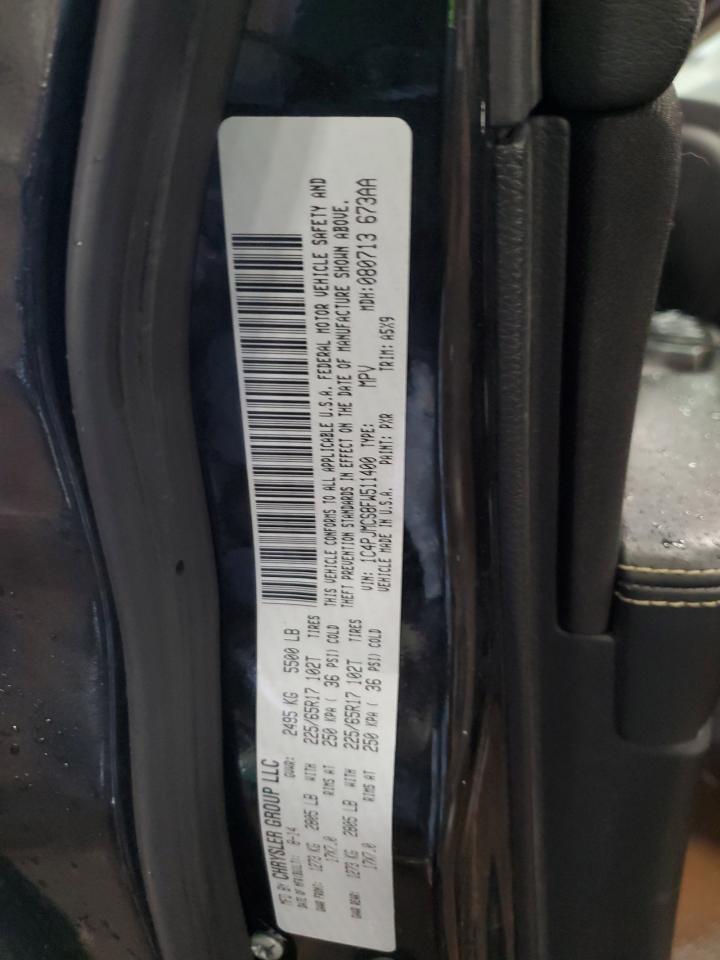 MFD BY: CHRYSLER GROUP LLC
DATE OF MFR(BUILT): 8-14 GVWR: 2495 KG 5500 LB
GAWR FRONT: 1273 KG 2805 LB WITH 225/65R17 102T TIRES
17X7.0 RIMS AT 250 KPA ( 36 PSI) COLD
GAWR REAR: 1273 KG 2805 LB WITH 225/65R17 102T TIRES
17X7.0 RIMS AT 250 KPA ( 36 PSI) COLD
THIS VEHICLE CONFORMS TO ALL APPLICABLE U.S.A. FEDERAL MOTOR VEHICLE SAFETY AND
THEFT PREVENTION STANDARDS IN EFFECT ON THE DATE OF MANUFACTURE SHOWN ABOVE.
VIN: 1C4PJMCS8FW511400 TYPE: MPV MDH:080713 673AA
VEHICLE MADE IN U.S.A. PAINT: PXR TRIM: A5X9